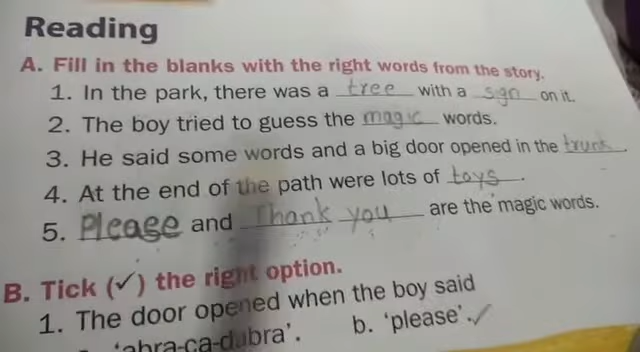 Reading
A. Fill in the blanks with the right words from the story.
1. In the park, there was a tree with a sgn on it.
2. The boy tried to guess the magic words.
3. He said some words and a big door opened in the trunk.
4. At the end of the path were lots of toys.
5. Please and Thank you are the magic words.
B. Tick (✓) the right option.
1. The door opened when the boy said
'abra-ca-dabra'. b. 'please'. ✓